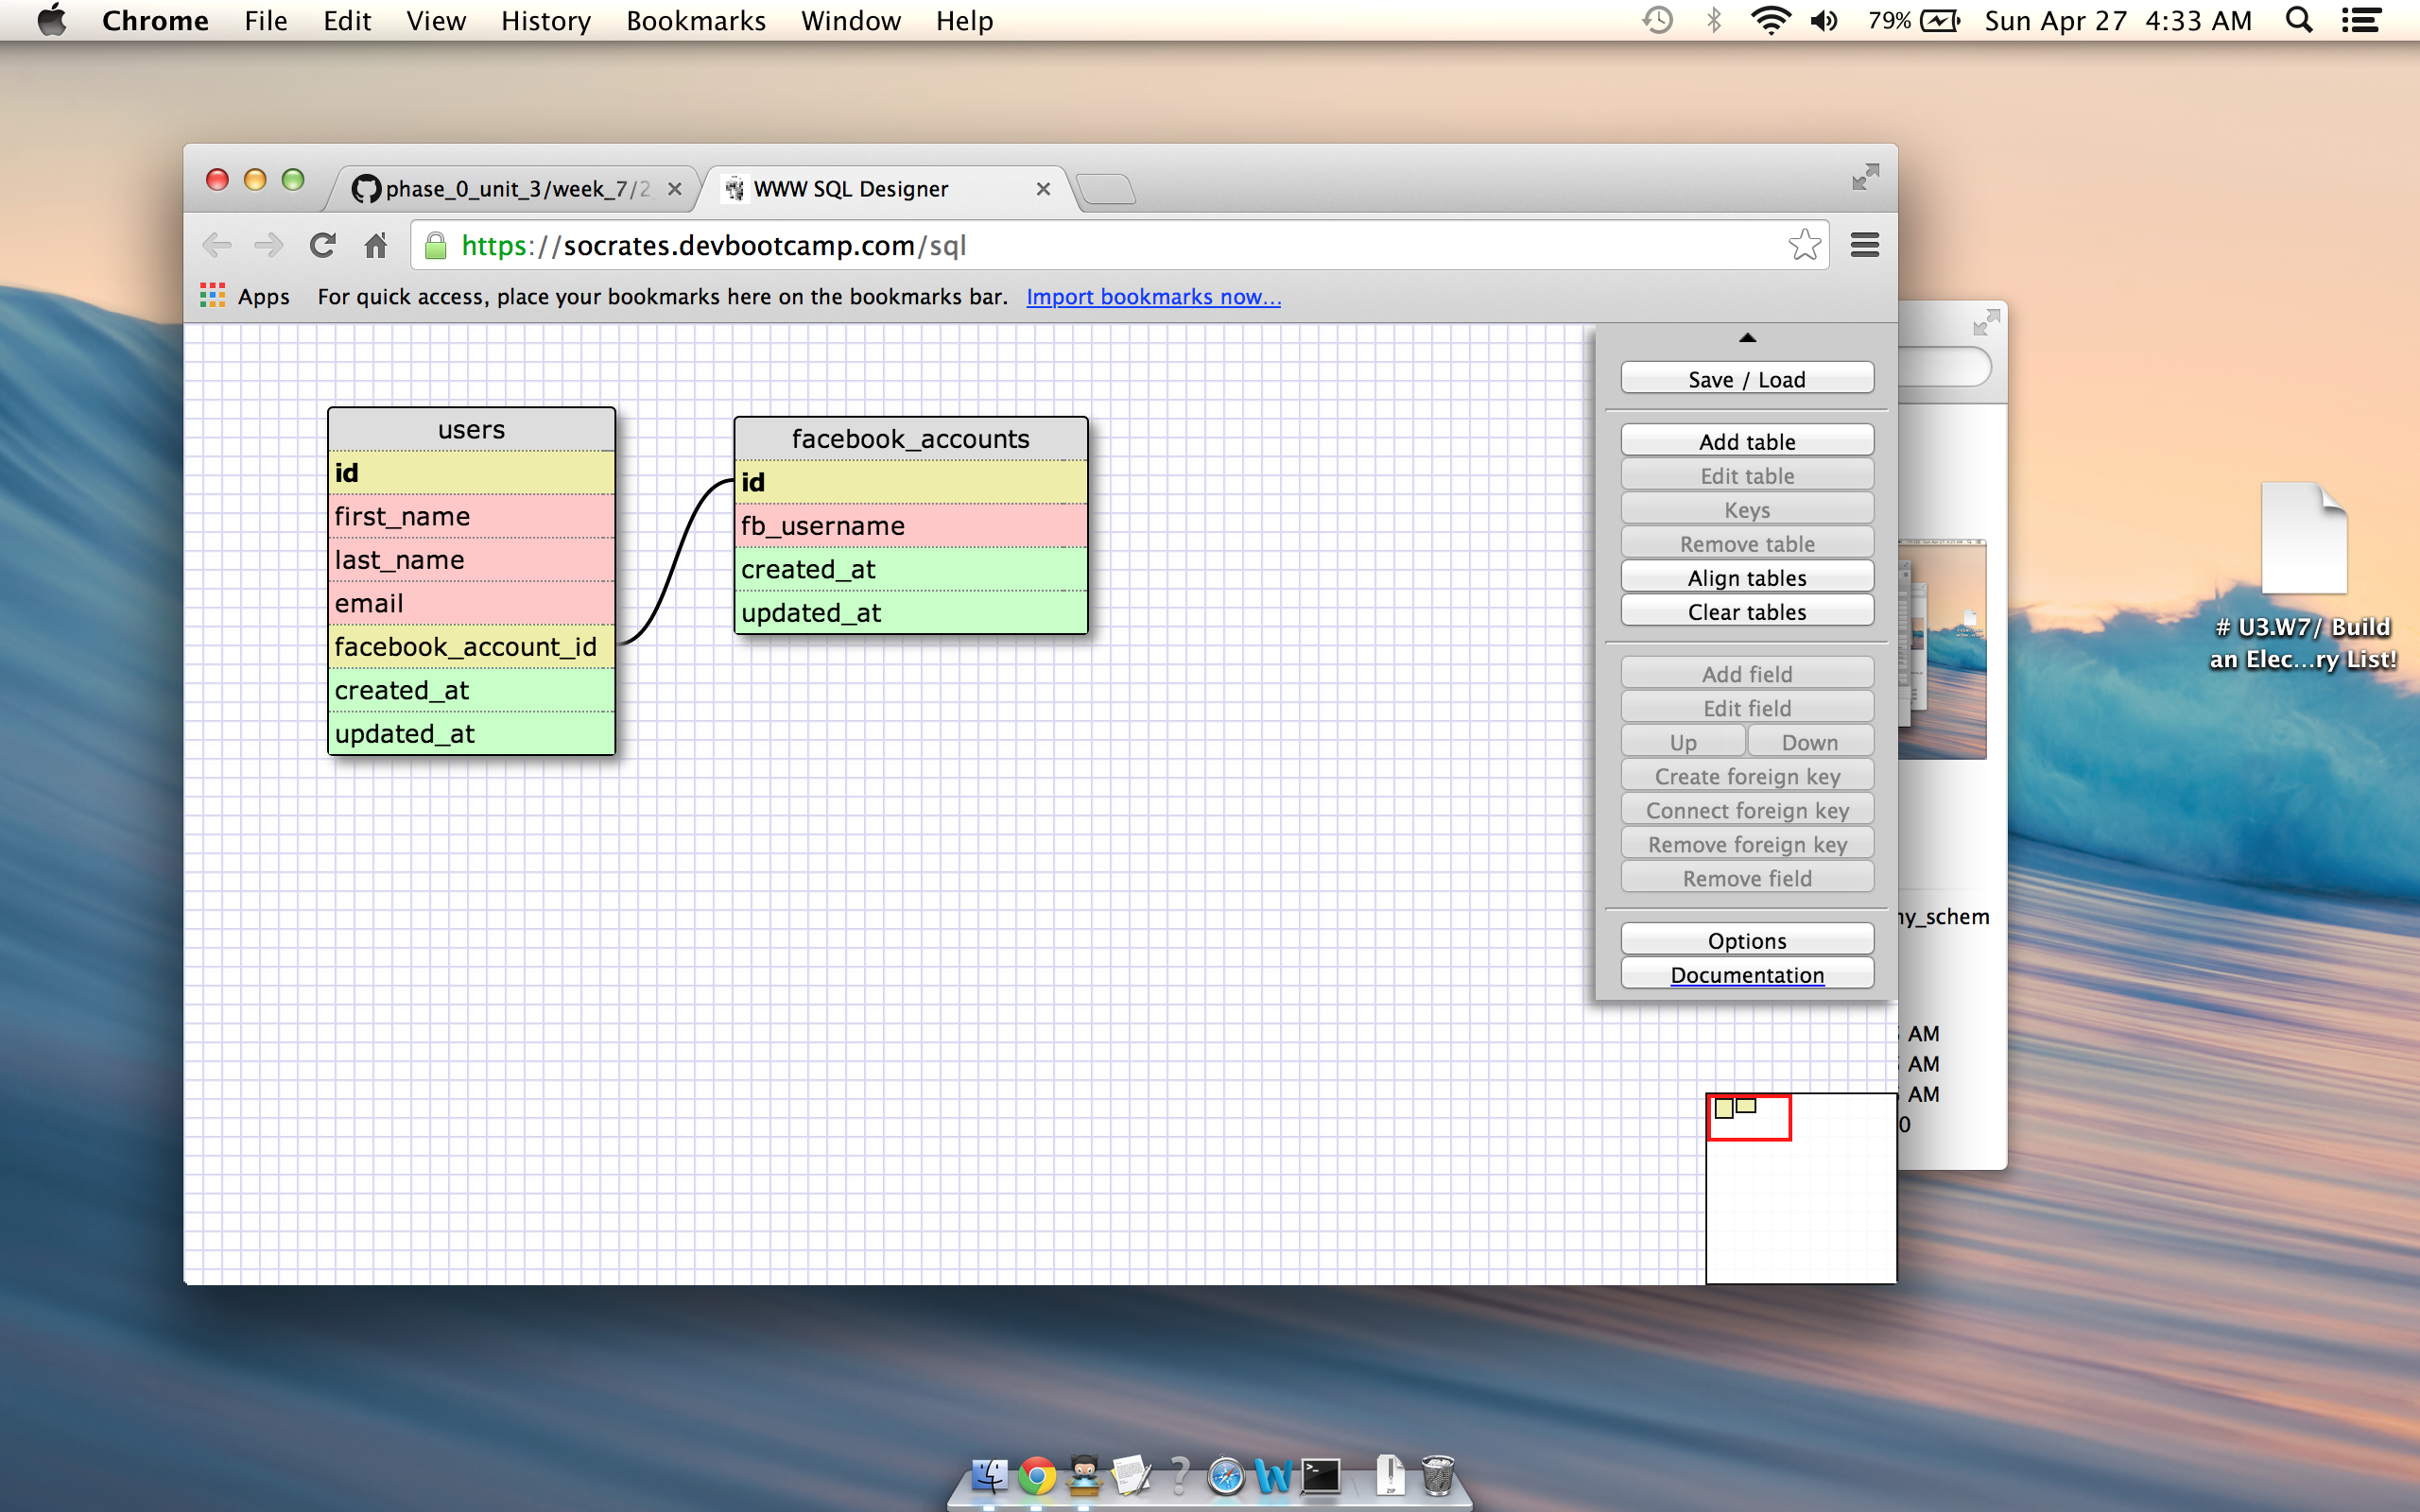 Chrome File Edit View History Bookmarks Window Help 79% Sun Apr 27 4:33 AM
phase_0_unit_3/week_7/2 WWW SQL Designer
https://socrates.devbootcamp.com/sql
Apps For quick access, place your bookmarks here on the bookmarks bar. Import bookmarks now...
users
id
first_name
last_name
email
facebook_account_id
created_at
updated_at
facebook_accounts
id
fb_username
created_at
updated_at
Save / Load
Add table
Edit table
Keys
Remove table
Align tables
Clear tables
Add field
Edit field
Up Down
Create foreign key
Connect foreign key
Remove foreign key
Remove field
Options
Documentation
# U3.W7/ Build
an Elec...ry List!
ny_schem
AM
AM
AM
0
ZIP